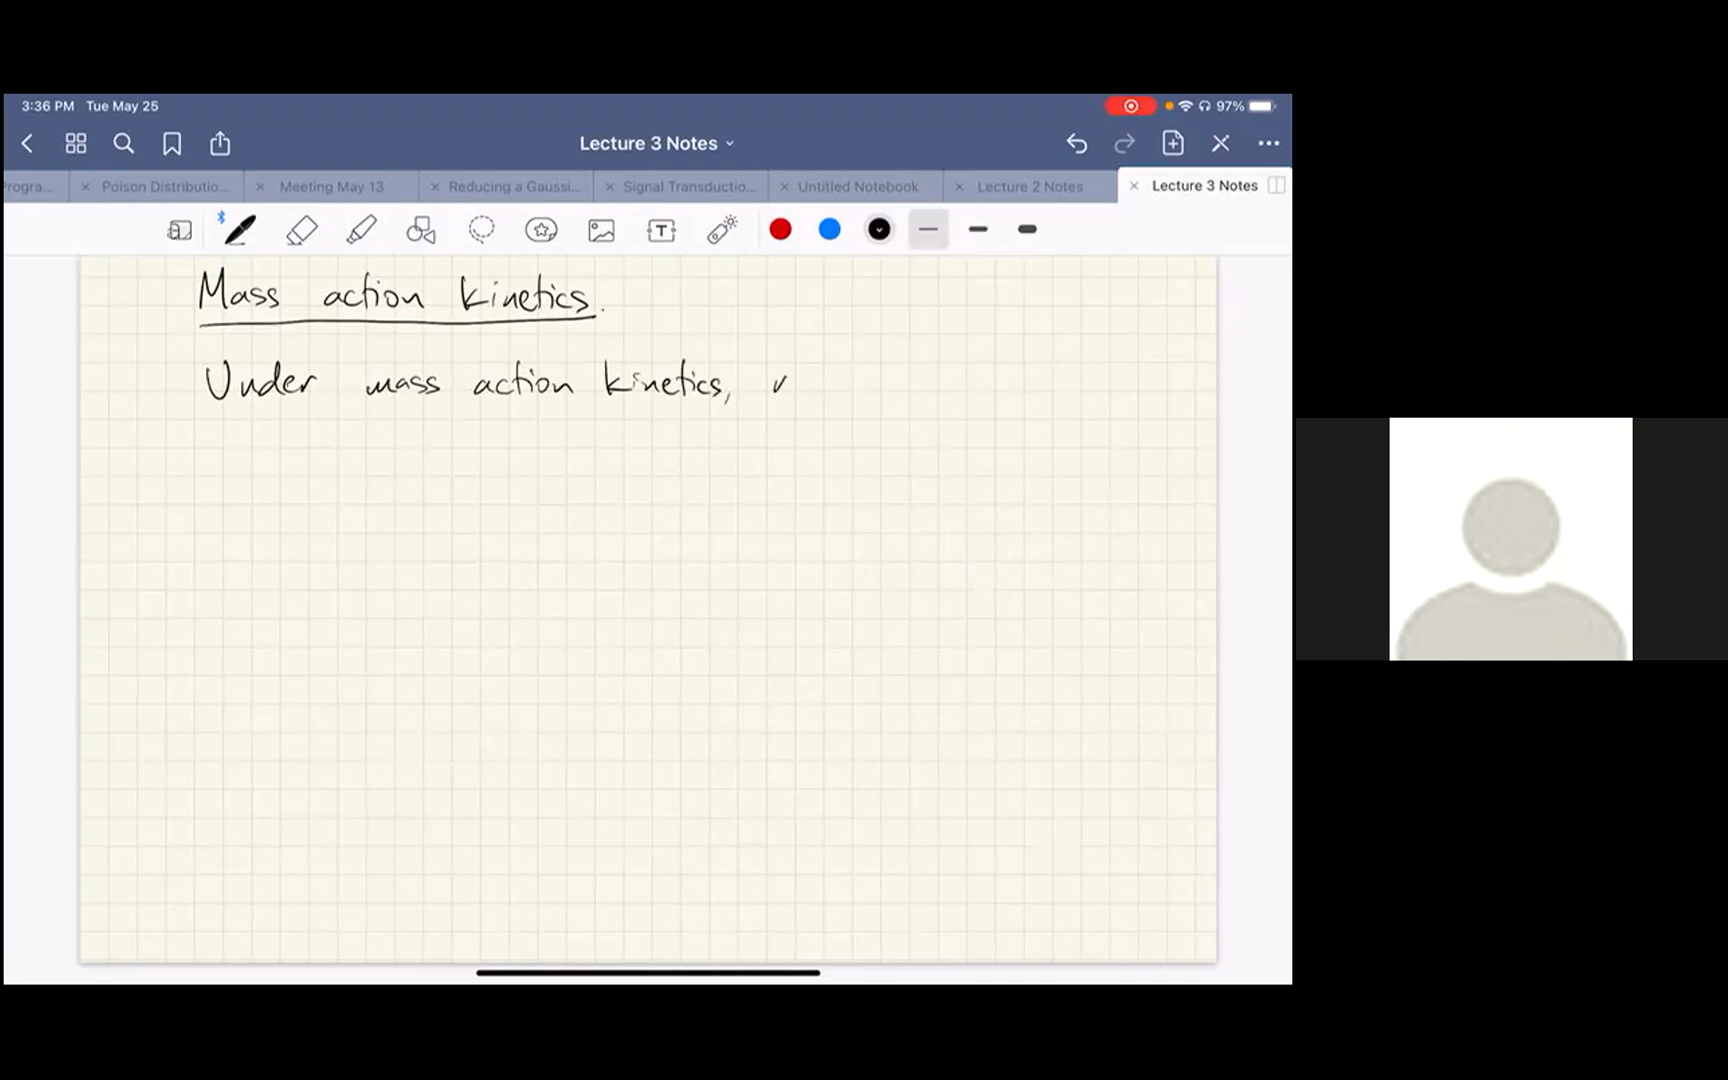 3:36 PM Tue May 25 97%
Lecture 3 Notes
Progra... Poison Distributio... Meeting May 13 Reducing a Gaussi... Signal Transductio... Untitled Notebook Lecture 2 Notes Lecture 3 Notes
T
Mass action kinetics.
Under mass action kinetics,